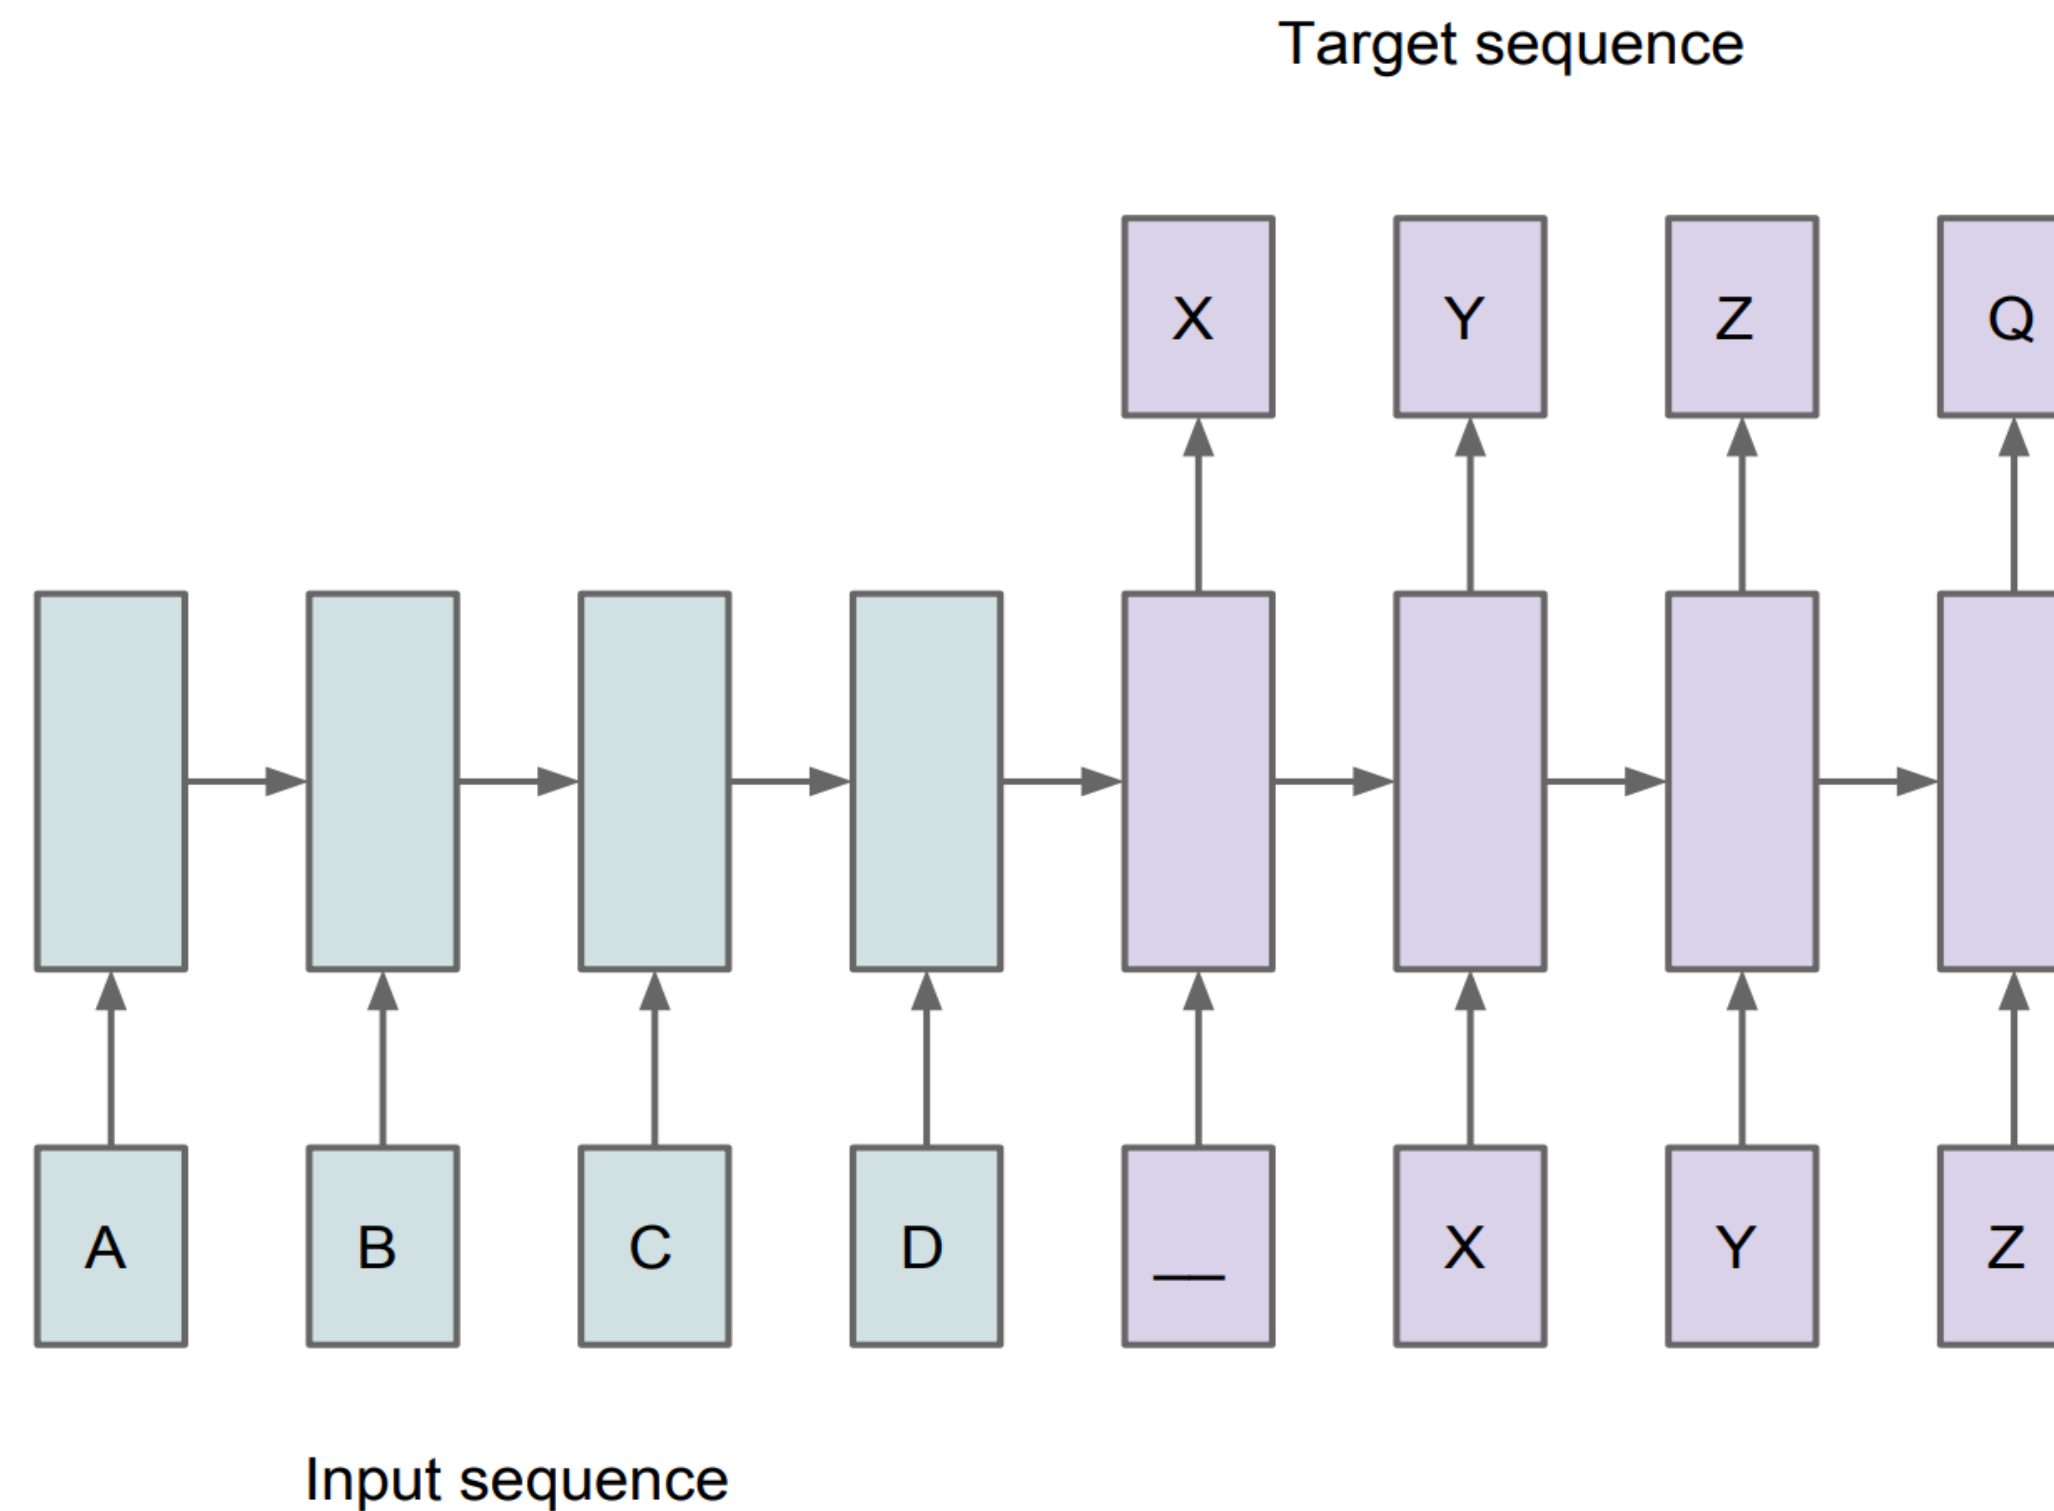 Target sequence
X Y Z Q
A B C D __ X Y Z
Input sequence